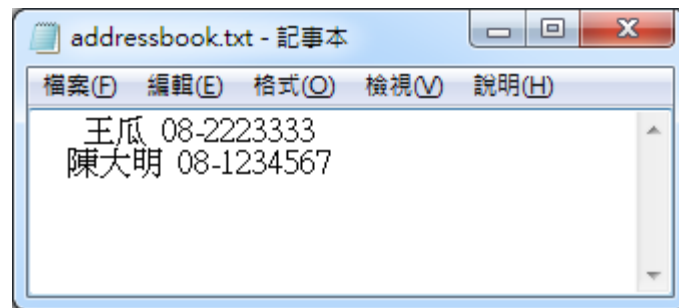 addressbook.txt - 記事本
檔案(F) 編輯(E) 格式(O) 檢視(V) 說明(H)
王瓜 08-2223333
陳大明 08-1234567